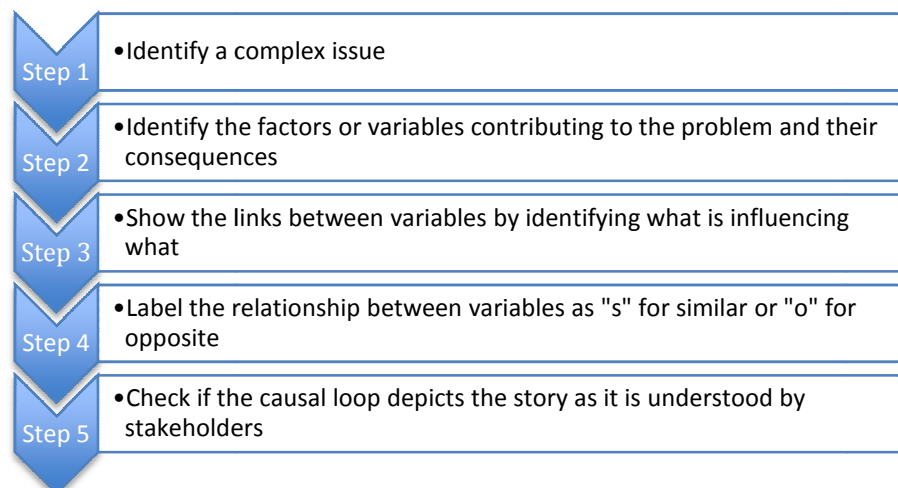 Step 1
•Identify a complex issue
Step 2
•Identify the factors or variables contributing to the problem and their
consequences
Step 3
•Show the links between variables by identifying what is influencing
what
Step 4
•Label the relationship between variables as "s" for similar or "o" for
opposite
Step 5
•Check if the causal loop depicts the story as it is understood by
stakeholders